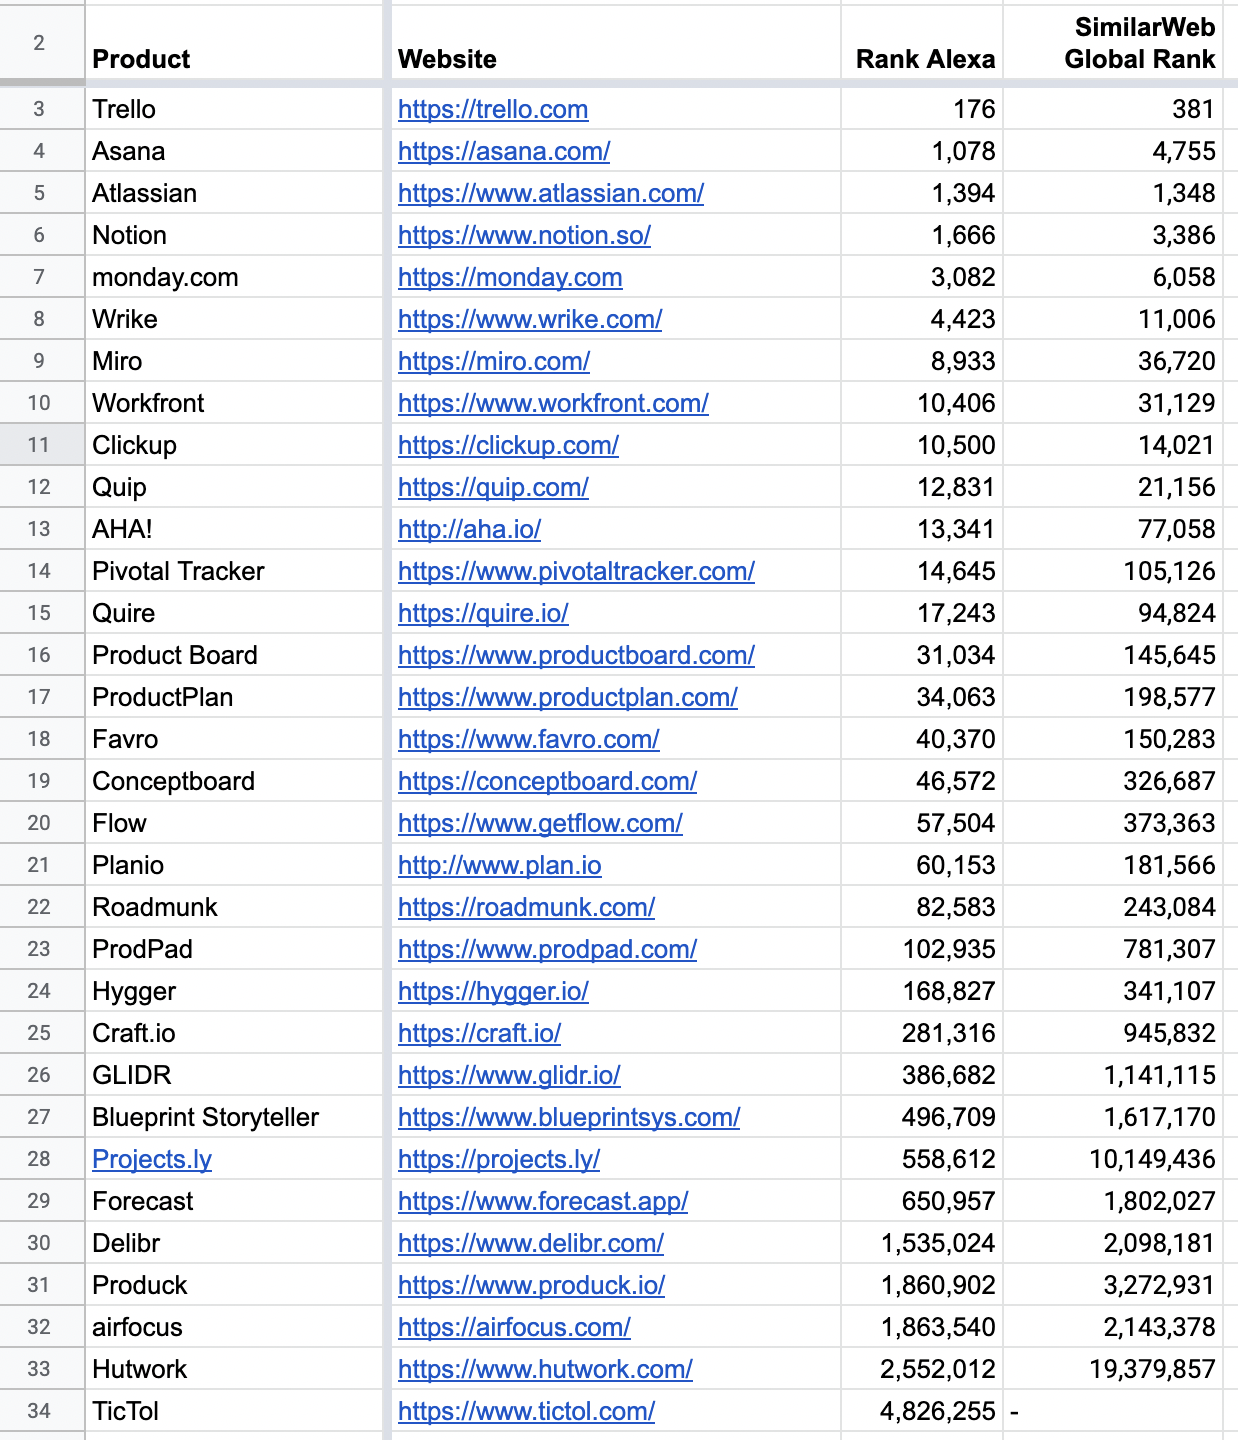 2 Product Website Rank Alexa SimilarWeb Global Rank
3 Trello https://trello.com 176 381
4 Asana https://asana.com/ 1,078 4,755
5 Atlassian https://www.atlassian.com/ 1,394 1,348
6 Notion https://www.notion.so/ 1,666 3,386
7 monday.com https://monday.com 3,082 6,058
8 Wrike https://www.wrike.com/ 4,423 11,006
9 Miro https://miro.com/ 8,933 36,720
10 Workfront https://www.workfront.com/ 10,406 31,129
11 Clickup https://clickup.com/ 10,500 14,021
12 Quip https://quip.com/ 12,831 21,156
13 AHA! http://aha.io/ 13,341 77,058
14 Pivotal Tracker https://www.pivotaltracker.com/ 14,645 105,126
15 Quire https://quire.io/ 17,243 94,824
16 Product Board https://www.productboard.com/ 31,034 145,645
17 ProductPlan https://www.productplan.com/ 34,063 198,577
18 Favro https://www.favro.com/ 40,370 150,283
19 Conceptboard https://conceptboard.com/ 46,572 326,687
20 Flow https://www.getflow.com/ 57,504 373,363
21 Planio http://www.plan.io 60,153 181,566
22 Roadmunk https://roadmunk.com/ 82,583 243,084
23 ProdPad https://www.prodpad.com/ 102,935 781,307
24 Hygger https://hygger.io/ 168,827 341,107
25 Craft.io https://craft.io/ 281,316 945,832
26 GLIDR https://www.glidr.io/ 386,682 1,141,115
27 Blueprint Storyteller https://www.blueprintsys.com/ 496,709 1,617,170
28 Projects.ly https://projects.ly/ 558,612 10,149,436
29 Forecast https://www.forecast.app/ 650,957 1,802,027
30 Delibr https://www.delibr.com/ 1,535,024 2,098,181
31 Produck https://www.produck.io/ 1,860,902 3,272,931
32 airfocus https://airfocus.com/ 1,863,540 2,143,378
33 Hutwork https://www.hutwork.com/ 2,552,012 19,379,857
34 TicTol https://www.tictol.com/ 4,826,255 -